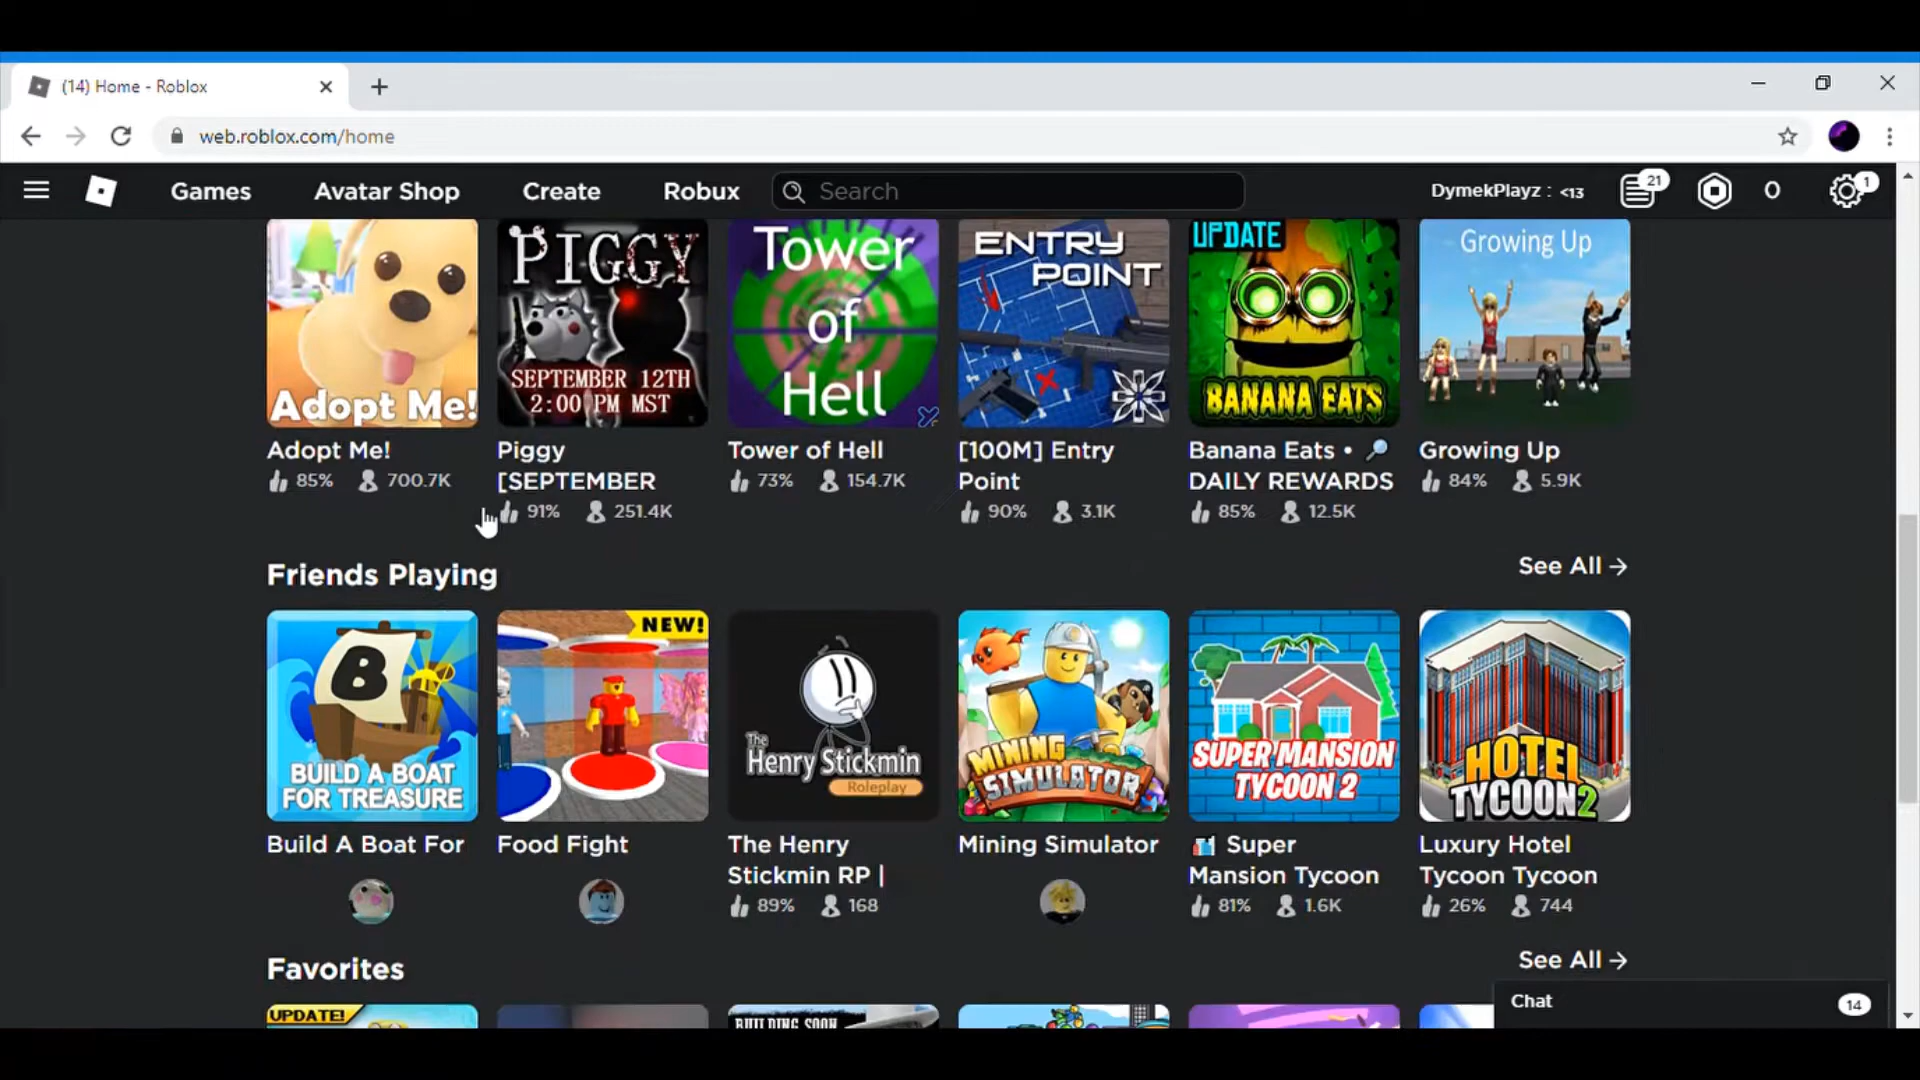 (14) Home - Roblox
web.roblox.com/home
Games Avatar Shop Create Robux Search DymekPlayz : <13 21 0 1
Adopt Me!
PIGGY
SEPTEMBER 12TH
2:00 PM MST
Tower
of
Hell
ENTRY
POINT
UPDATE
BANANA EATS
Growing Up
Adopt Me!
85% 700.7K
Piggy
[SEPTEMBER
91% 251.4K
Tower of Hell
73% 154.7K
[100M] Entry
Point
90% 3.1K
Banana Eats • 🔎
DAILY REWARDS
85% 12.5K
Growing Up
84% 5.9K
Friends Playing
See All →
B
BUILD A BOAT
FOR TREASURE
NEW!
The
Henry Stickmin
Roleplay
MINING
SIMULATOR
SUPER MANSION
TYCOON 2
HOTEL
TYCOON2
Build A Boat For
Food Fight
The Henry
Stickmin RP |
89% 168
Mining Simulator
Super
Mansion Tycoon
81% 1.6K
Luxury Hotel
Tycoon Tycoon
26% 744
Favorites
See All →
UPDATE!
BUILDING SOON
Chat 14